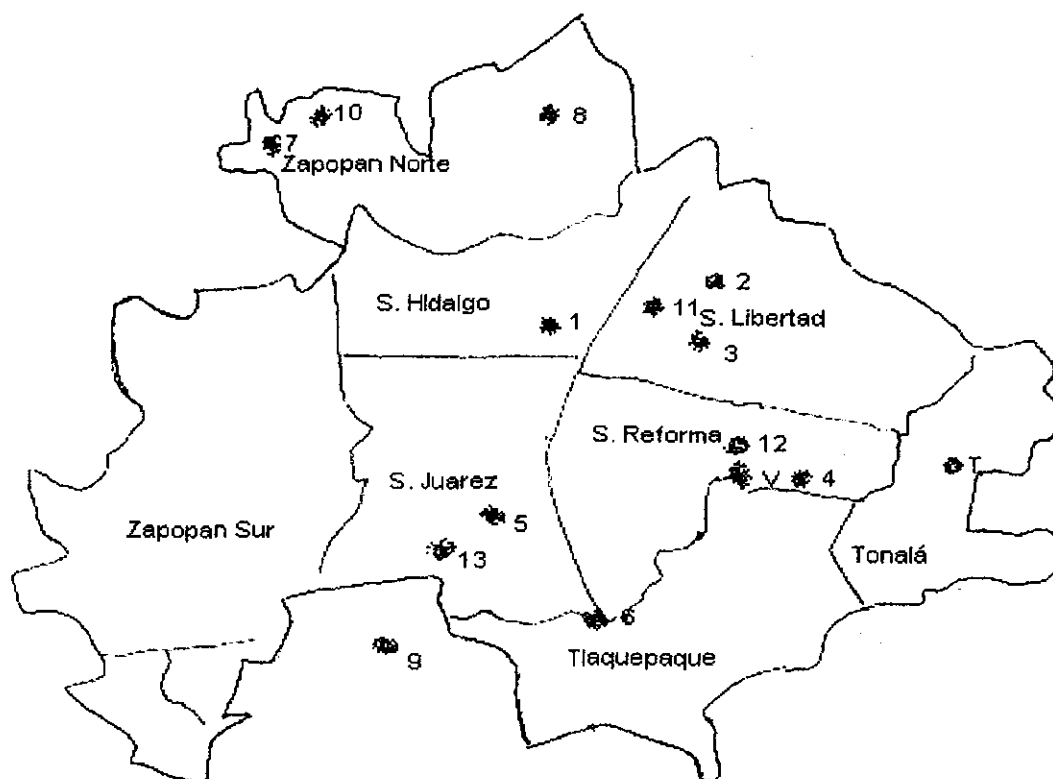 10
8
7
Zapopan Norte
2
S. Hidalgo
11
1
S. Libertad
3
S. Reforma
12
T
S. Juarez
V
4
5
Zapopan Sur
13
Tonalá
6
9
Tlaquepaque